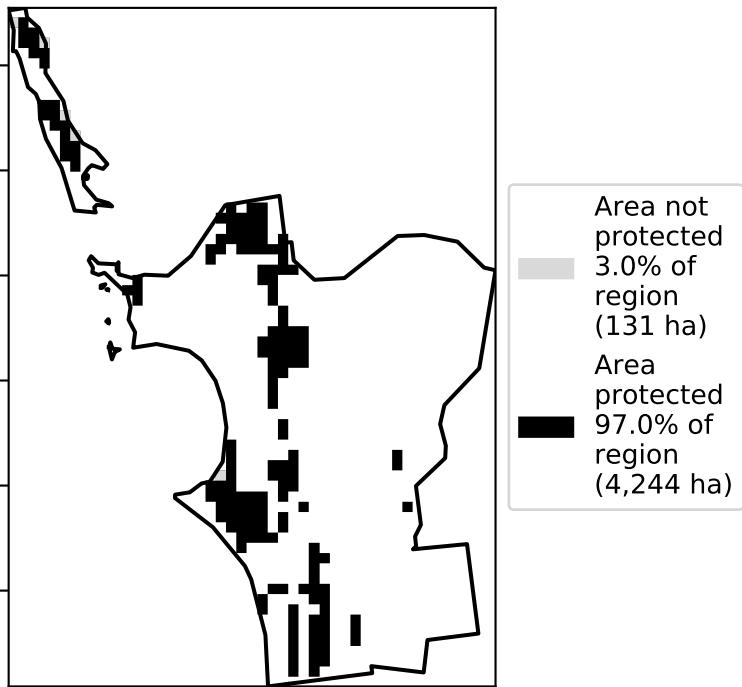 Area not
protected
3.0% of
region
(131 ha)
Area
protected
97.0% of
region
(4,244 ha)